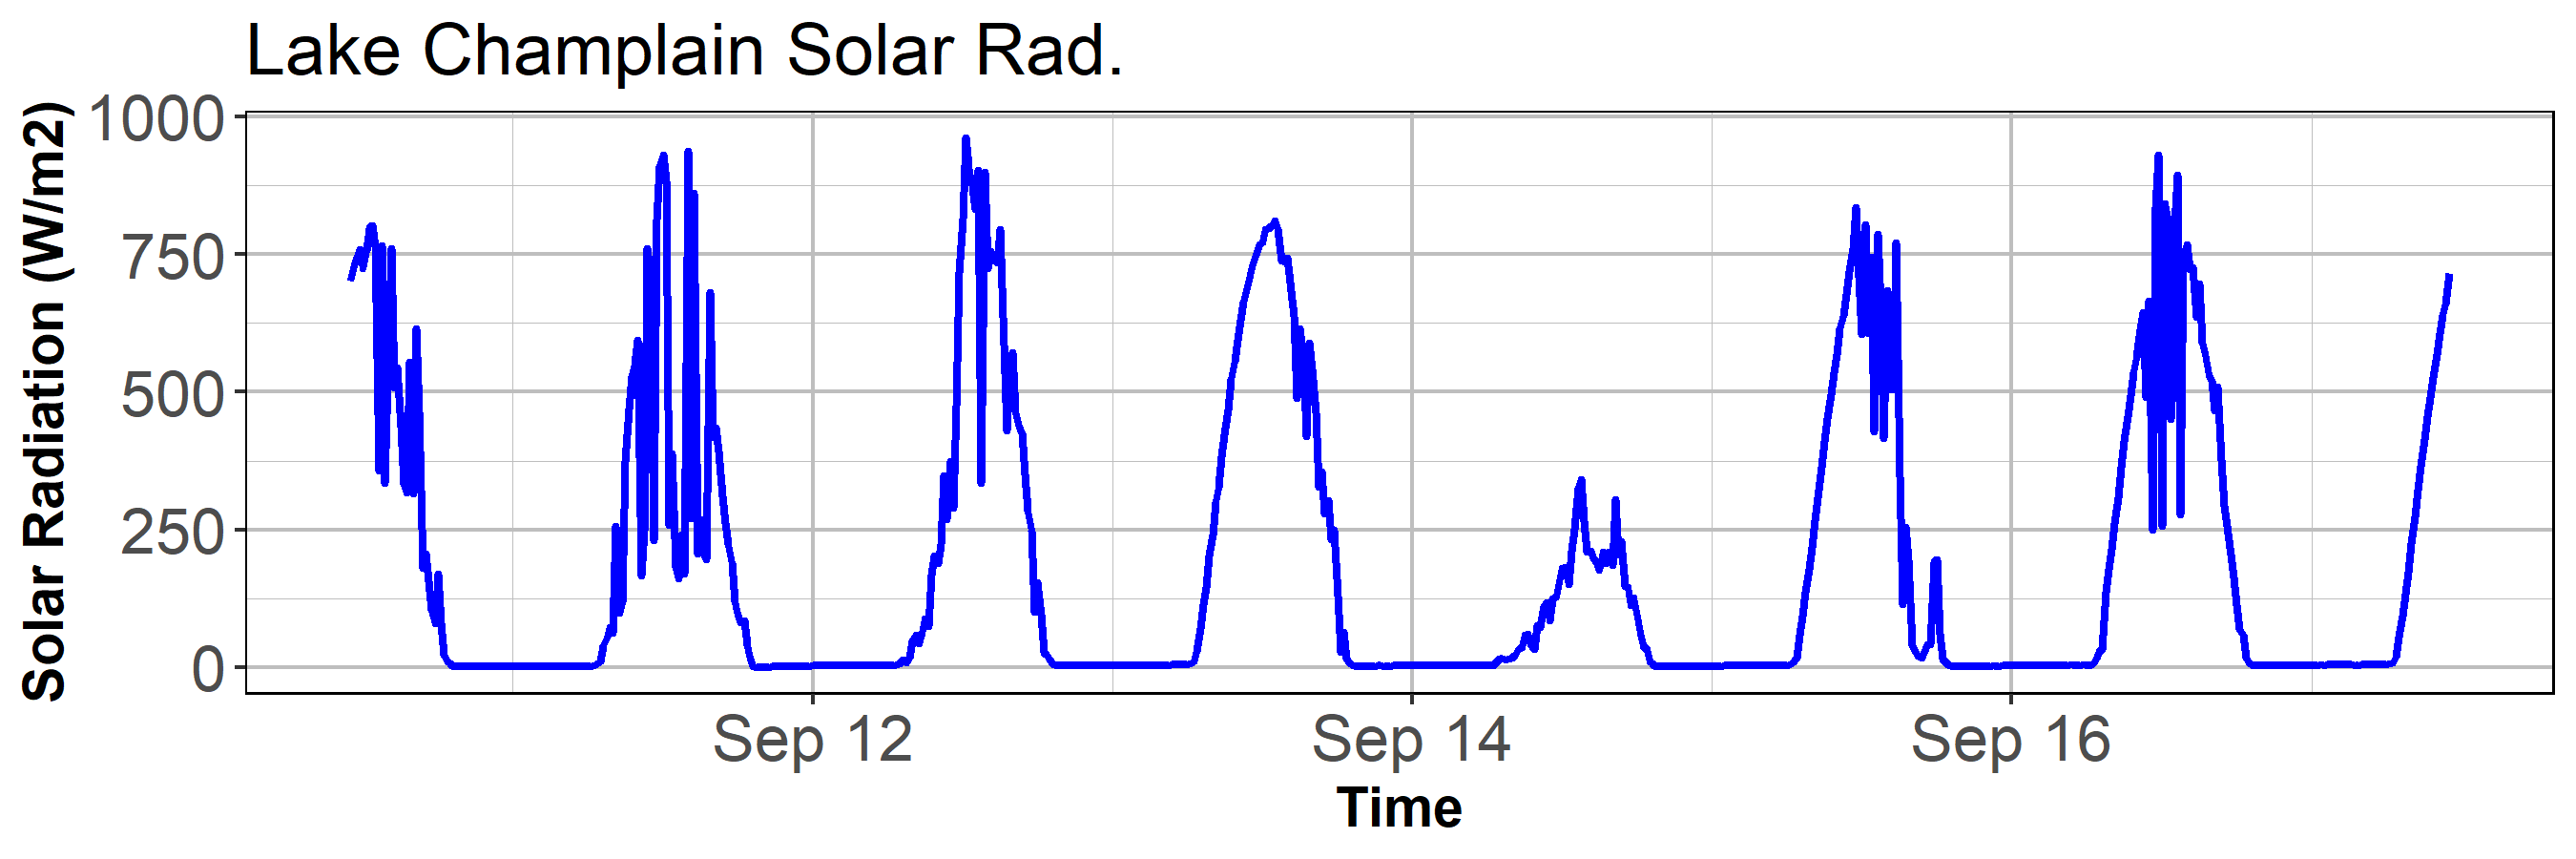 Lake Champlain Solar Rad.
Solar Radiation (W/m2)
1000
750
500
250
0
Sep 12
Sep 14
Sep 16
Time